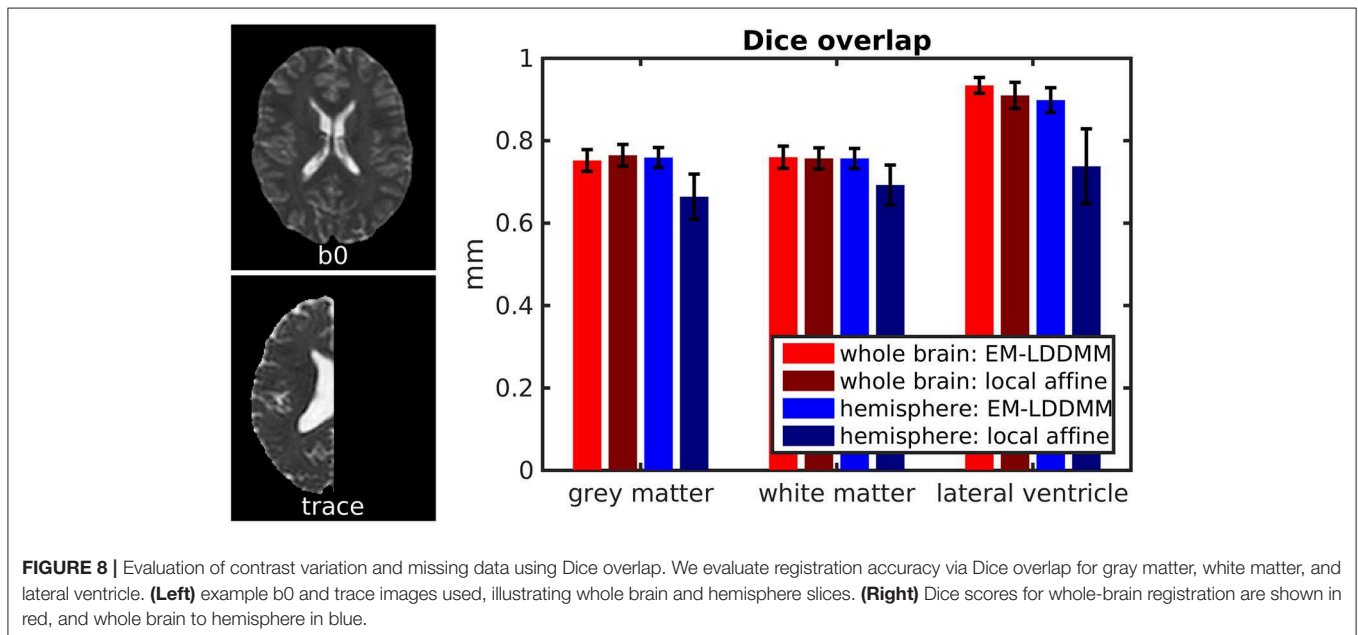 b0
trace
Dice overlap
1
0.8
0.6
0.4
0.2
0
mm
whole brain: EM-LDDMM
whole brain: local affine
hemisphere: EM-LDDMM
hemisphere: local affine
grey matter white matter lateral ventricle
FIGURE 8 | Evaluation of contrast variation and missing data using Dice overlap. We evaluate registration accuracy via Dice overlap for gray matter, white matter, and
lateral ventricle. (Left) example b0 and trace images used, illustrating whole brain and hemisphere slices. (Right) Dice scores for whole-brain registration are shown in
red, and whole brain to hemisphere in blue.